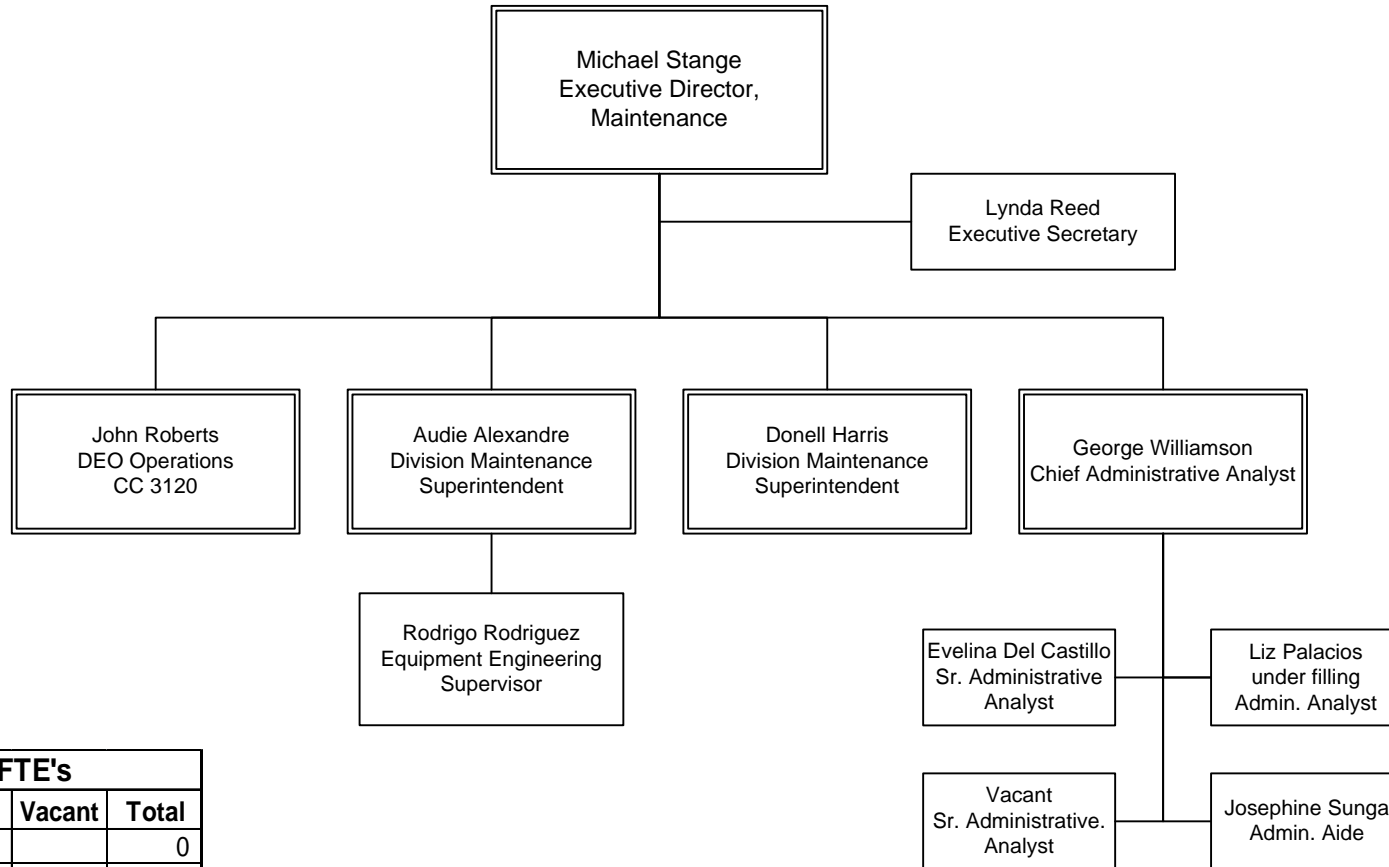 Michael Stange
Executive Director,
Maintenance
Lynda Reed
Executive Secretary
John Roberts
DEO Operations
CC 3120
Audie Alexandre
Division Maintenance
Superintendent
Donell Harris
Division Maintenance
Superintendent
George Williamson
Chief Administrative Analyst
Rodrigo Rodriguez
Equipment Engineering
Supervisor
Evelina Del Castillo
Sr. Administrative
Analyst
Liz Palacios
under filling
Admin. Analyst
Vacant
Sr. Administrative.
Analyst
Josephine Sunga
Admin. Aide
FTE's
Vacant Total
0